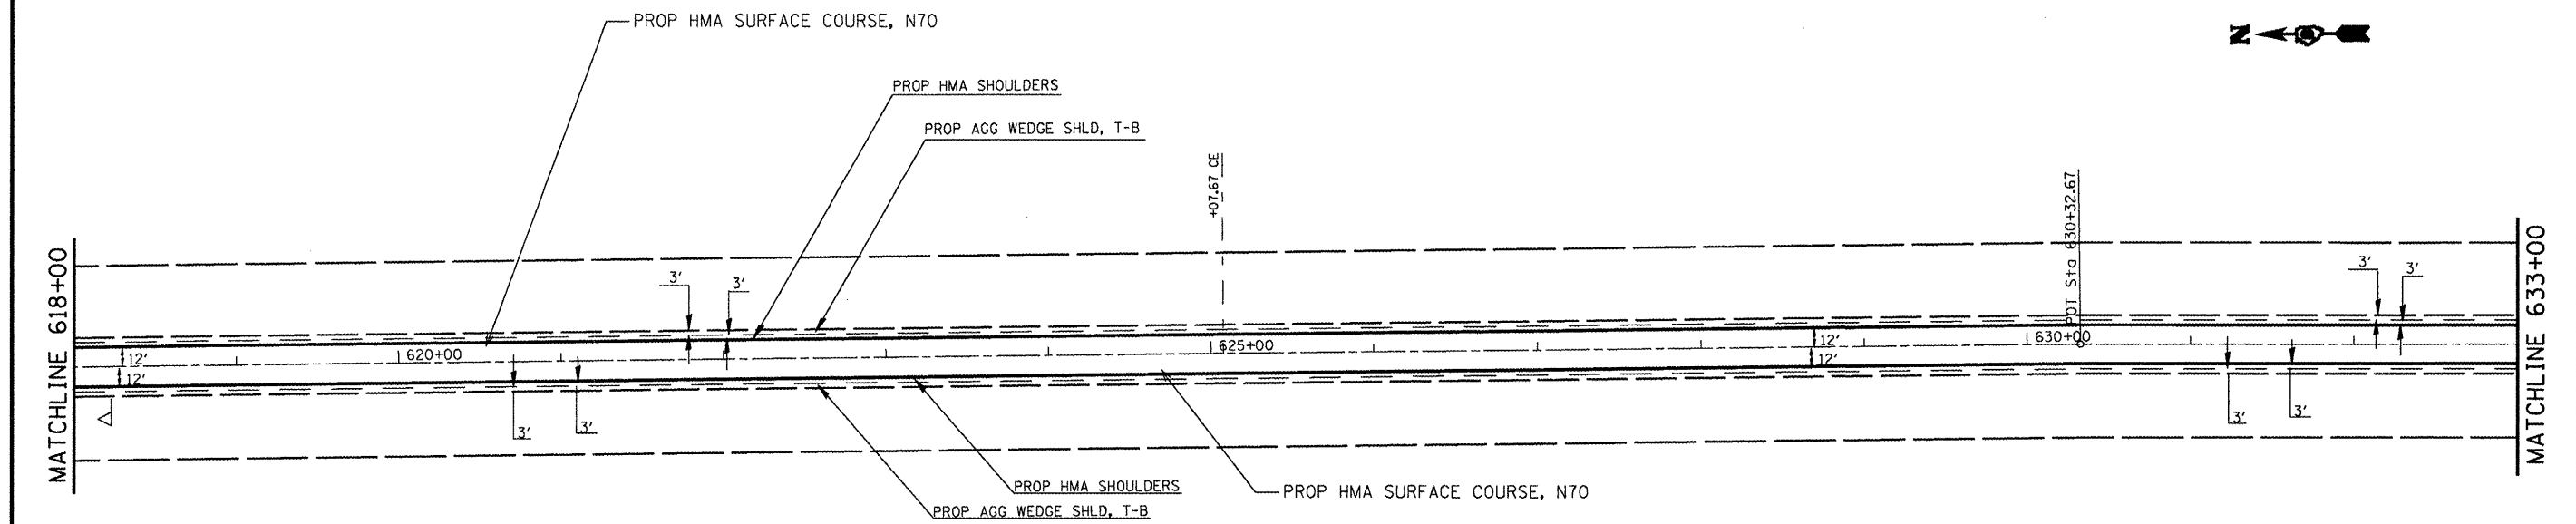 PROP HMA SURFACE COURSE, N70
N
PROP HMA SHOULDERS
PROP AGG WEDGE SHLD, T-B
+07.67 CE
POT Sta 630+32.67
MATCHLINE 618+00
MATCHLINE 633+00
3'
3'
3'
3'
12'
620+00
625+00
12'
630+00
12'
12'
3'
3'
3'
3'
PROP HMA SHOULDERS
PROP HMA SURFACE COURSE, N70
PROP AGG WEDGE SHLD, T-B